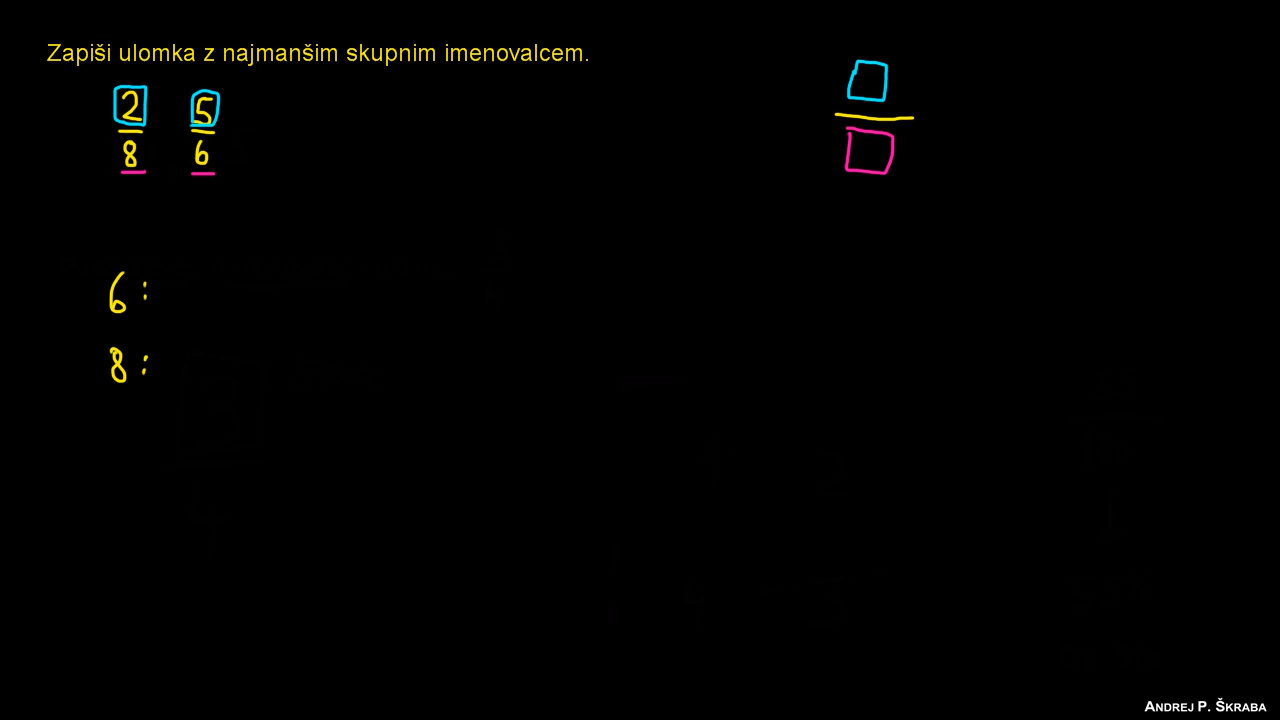 Zapiši ulomka z najmanšim skupnim imenovalcem.
2 5
8 6
6:
8:
ANDREJ P. ŠKRABA